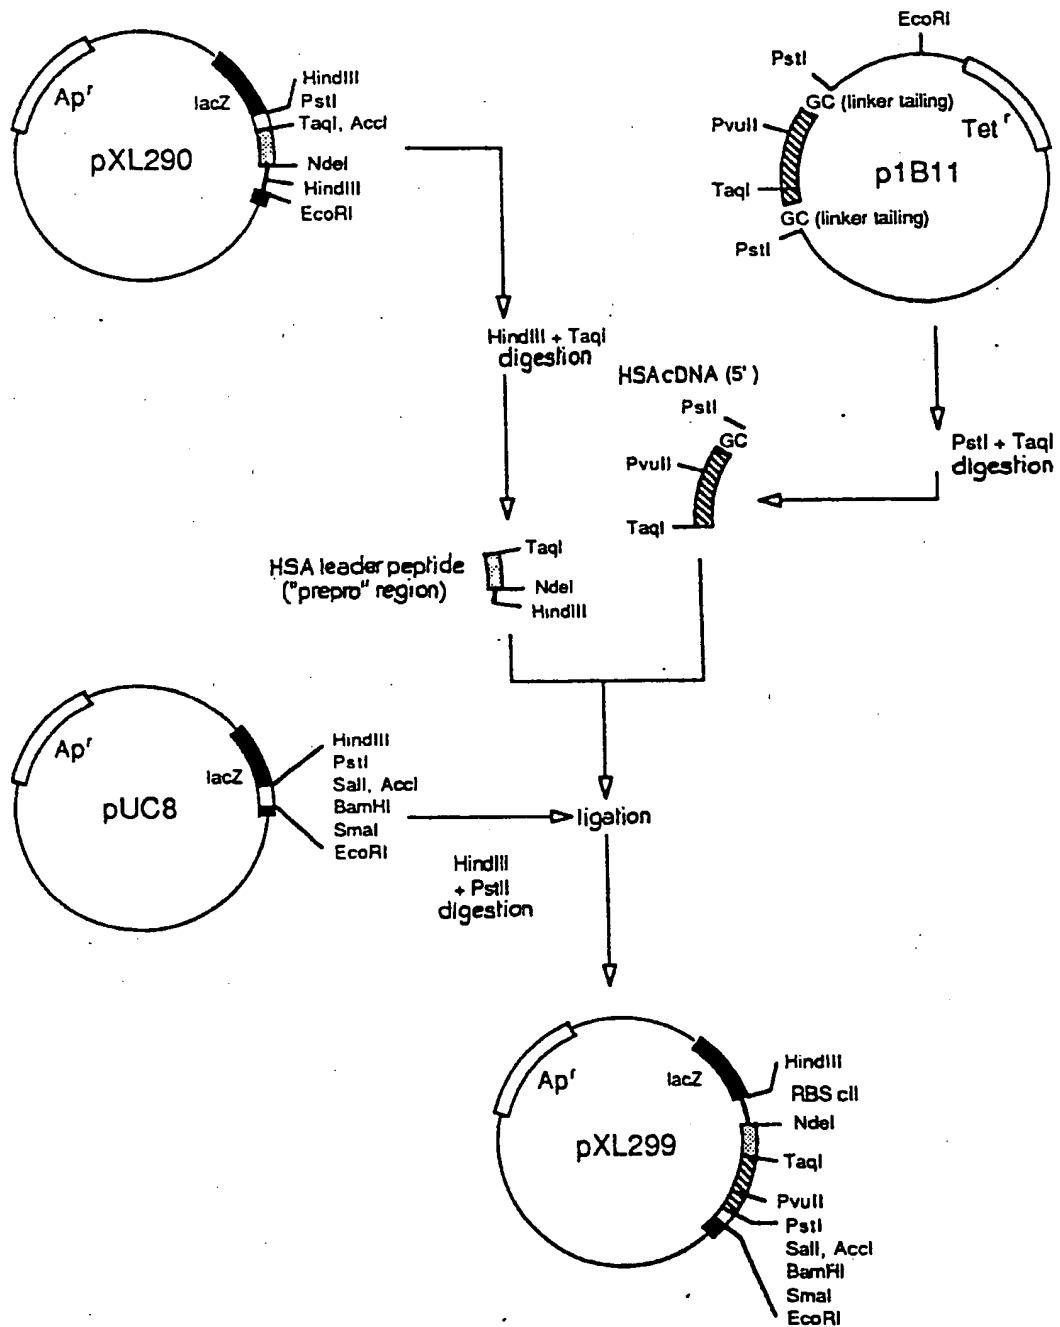 Ap^r
lacZ
HindIII
PstI
TaqI, AccI
NdeI
HindIII
EcoRI
pXL290
EcoRI
PstI
GC (linker tailing)
Tet^r
PvuII
p1B11
TaqI
GC (linker tailing)
PstI
HindIII + TaqI
digestion
HSA cDNA (5')
PstI
GC
PvuII
TaqI
PstI + TaqI
digestion
HSA leader peptide
("prepro" region)
TaqI
NdeI
HindIII
Ap^r
lacZ
pUC8
HindIII
PstI
SalI, AccI
BamHI
SmaI
EcoRI
ligation
HindIII
+ PstII
digestion
Ap^r
lacZ
pXL299
HindIII
RBS cII
NdeI
TaqI
PvuII
PstI
SalI, AccI
BamHI
SmaI
EcoRI